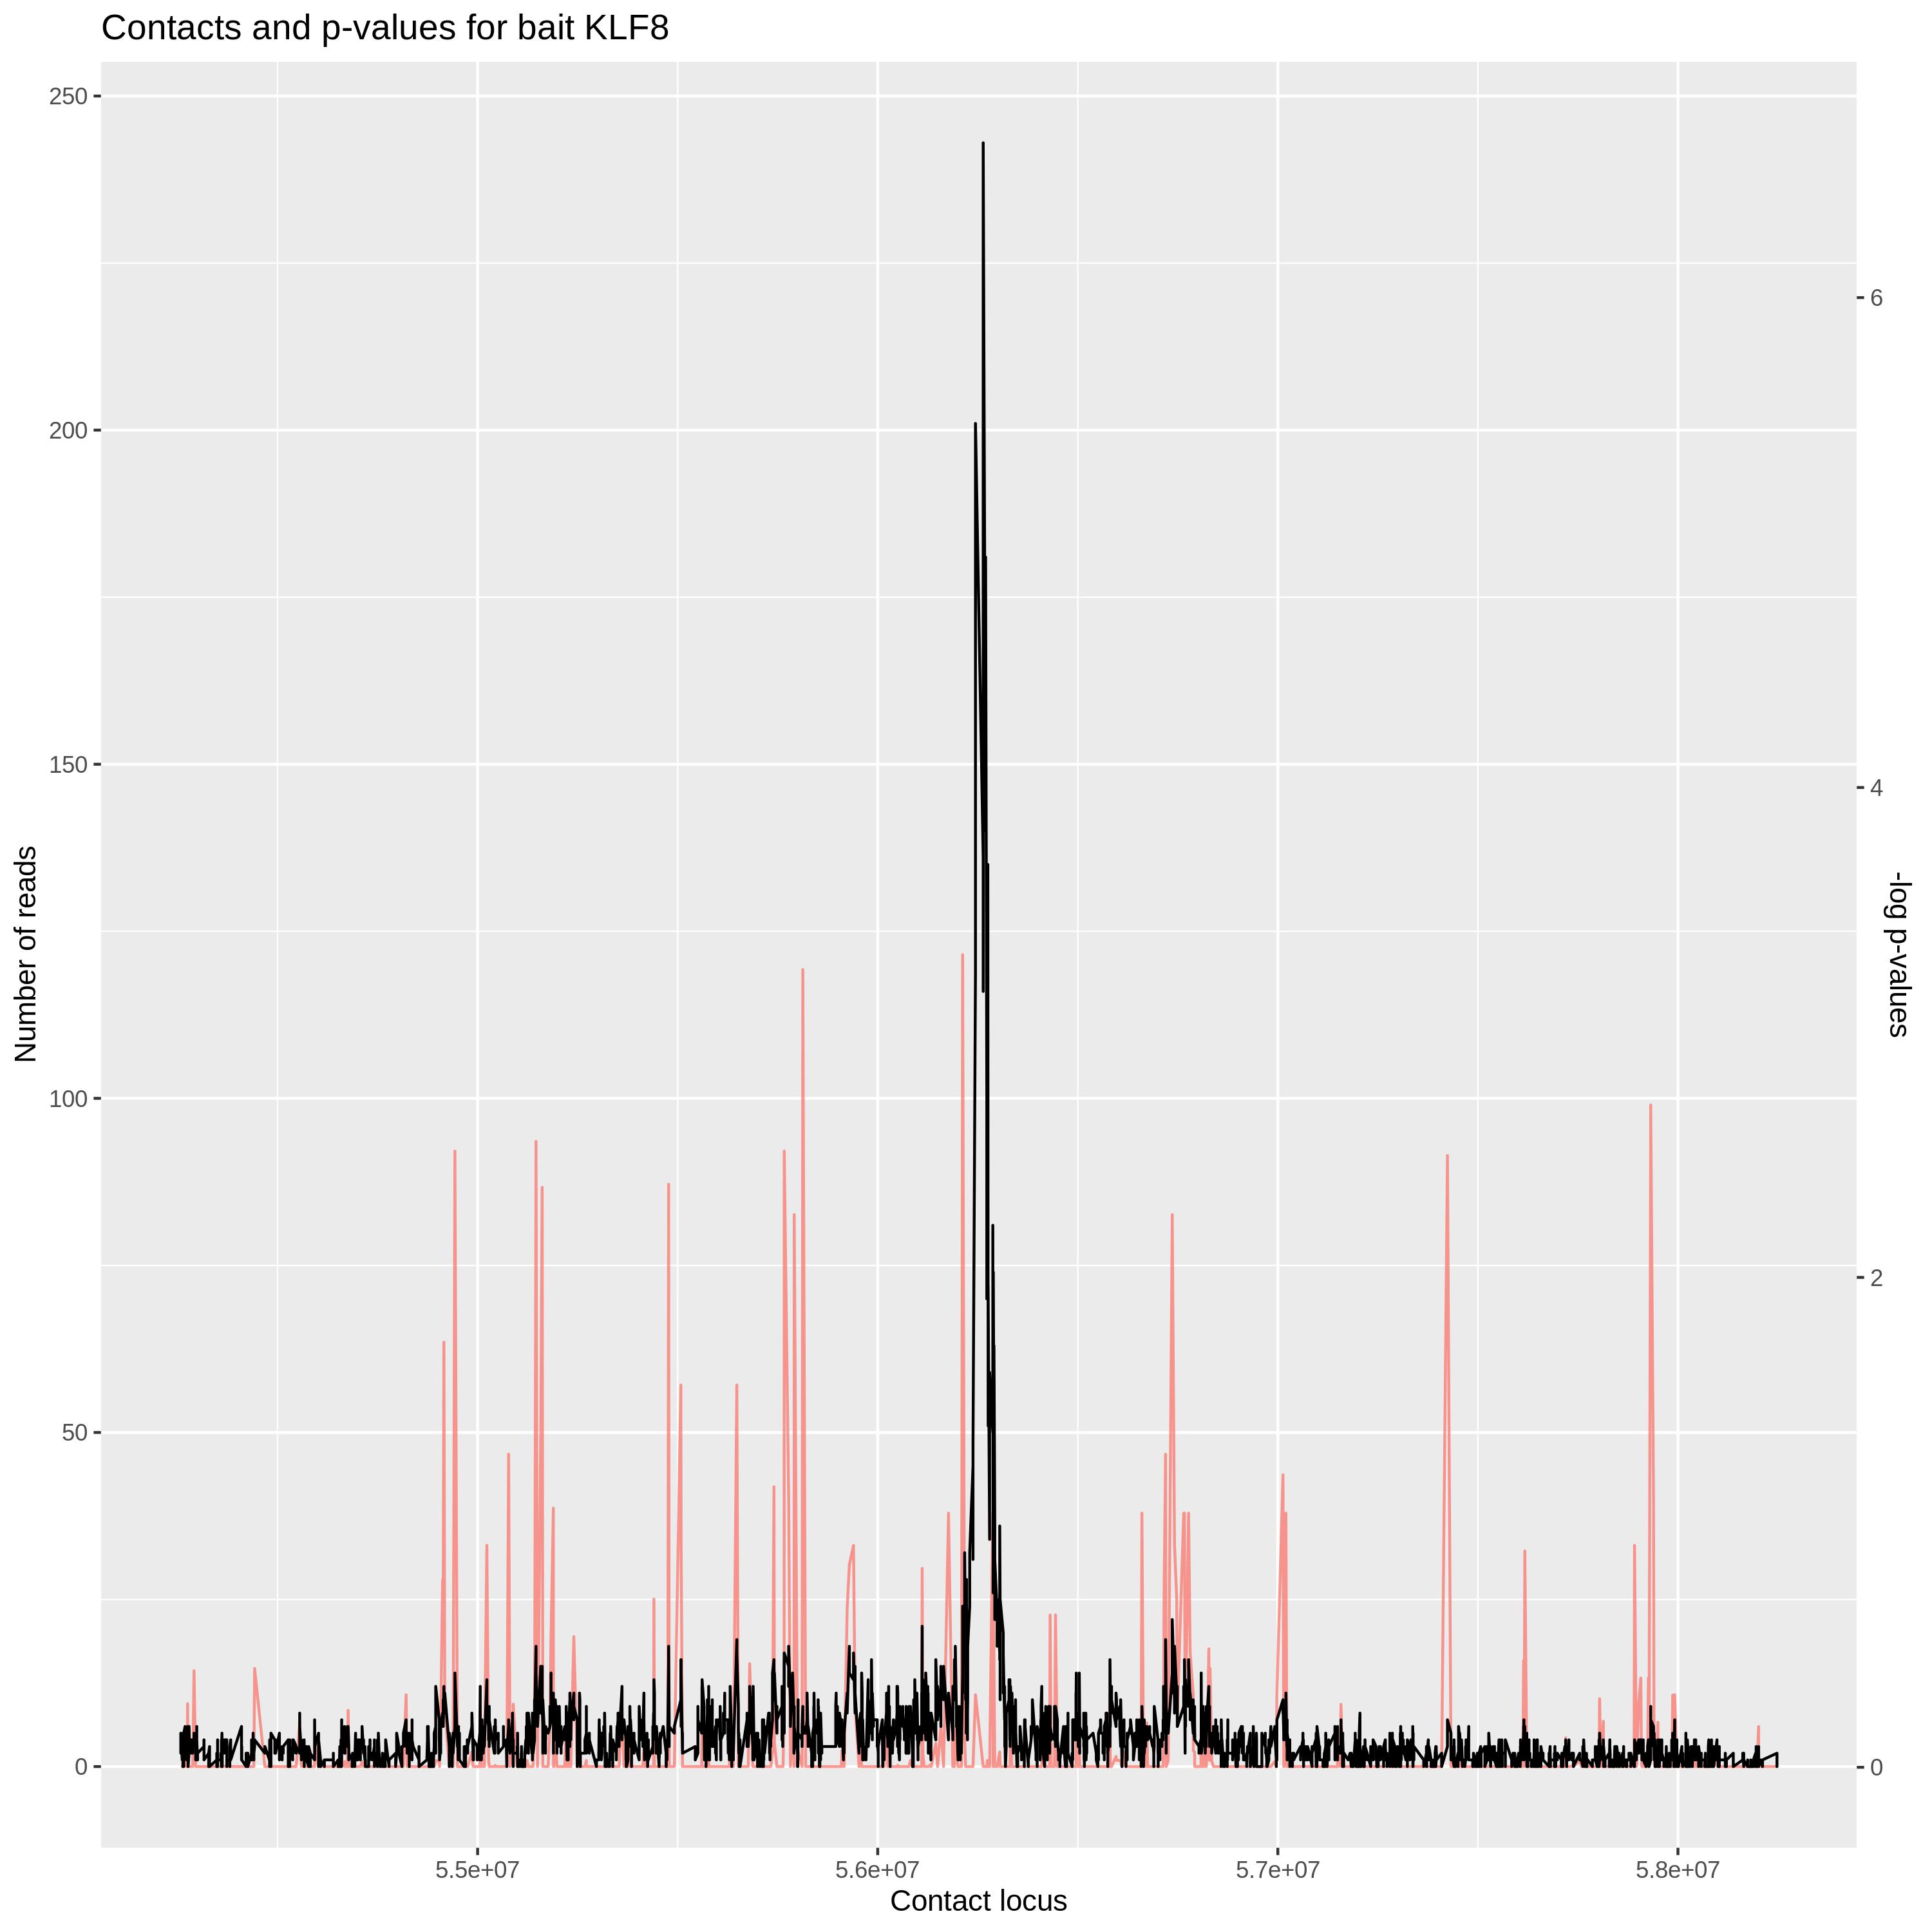 Contacts and p-values for bait KLF8
250
200
150
100
50
0
Number of reads
6
4
2
0
-log p-values
5.5e+07
5.6e+07
5.7e+07
5.8e+07
Contact locus